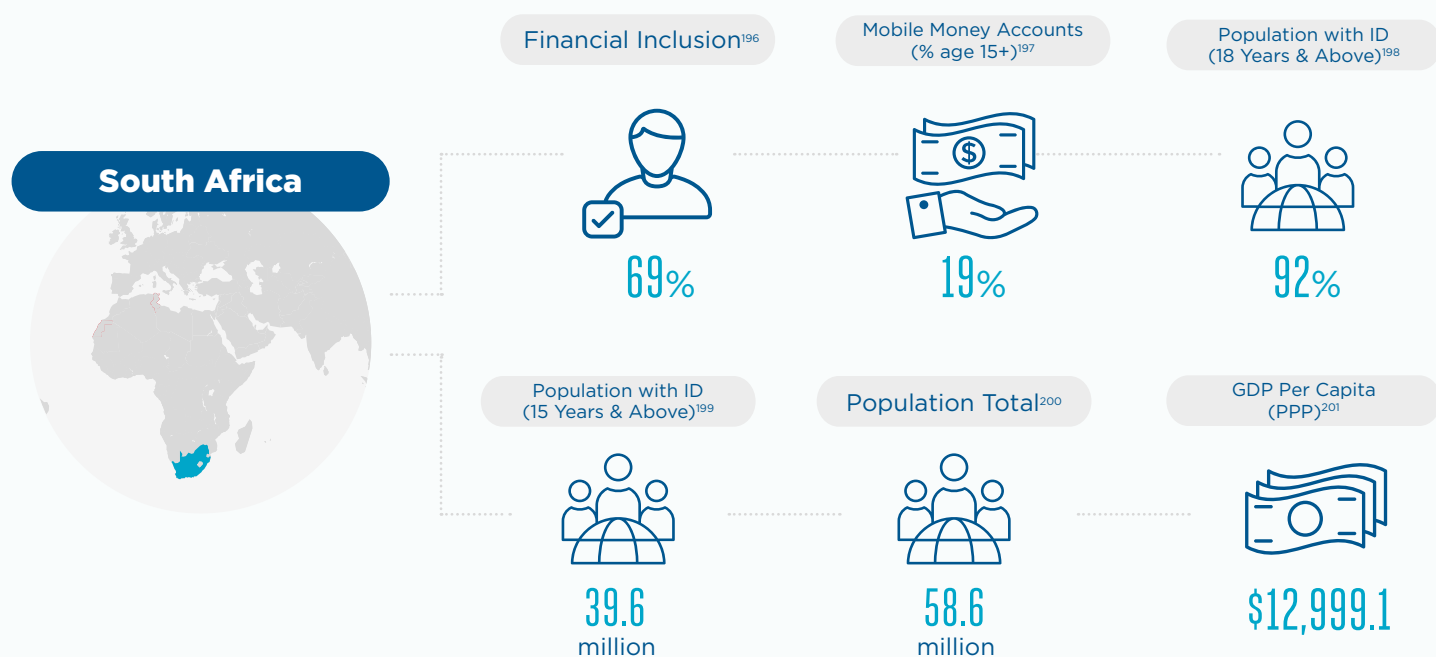 South Africa
Financial Inclusion196
69%
Mobile Money Accounts
(% age 15+)197
19%
Population with ID
(18 Years & Above)198
92%
Population with ID
(15 Years & Above)199
39.6
million
Population Total200
58.6
million
GDP Per Capita
(PPP)201
$12,999.1